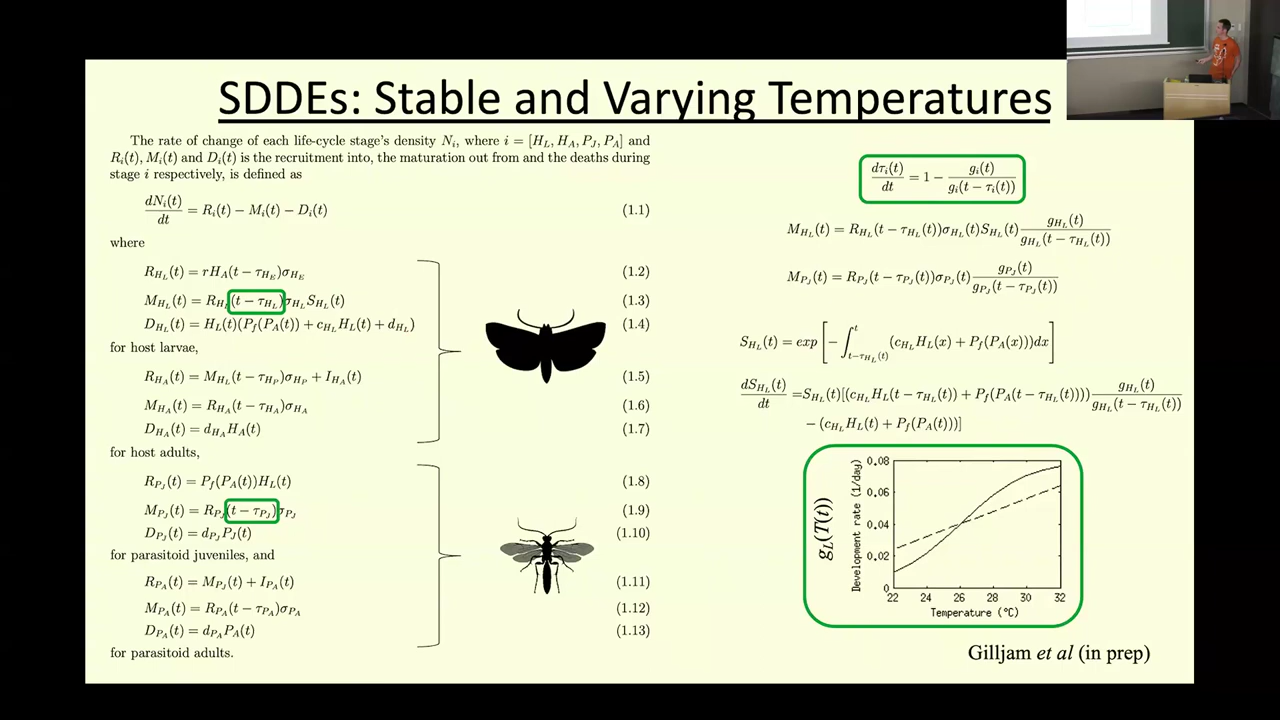 SDDEs: Stable and Varying Temperatures
The rate of change of each life-cycle stage's density N_i, where i = [H_L, H_A, P_J, P_A] and
R_i(t), M_i(t) and D_i(t) is the recruitment into, the maturation out from and the deaths during
stage i respectively, is defined as
dN_i(t)/dt = R_i(t) − M_i(t) − D_i(t) (1.1)
where
R_{H_L}(t) = rH_A(t − τ_{H_E})σ_{H_E} (1.2)
M_{H_L}(t) = R_{H_L}(t − τ_{H_L})σ_{H_L}S_{H_L}(t) (1.3)
D_{H_L}(t) = H_L(t)(P_f(P_A(t)) + c_{H_L}H_L(t) + d_{H_L}) (1.4)
for host larvae,
R_{H_A}(t) = M_{H_L}(t − τ_{H_P})σ_{H_P} + I_{H_A}(t) (1.5)
M_{H_A}(t) = R_{H_A}(t − τ_{H_A})σ_{H_A} (1.6)
D_{H_A}(t) = d_{H_A}H_A(t) (1.7)
for host adults,
R_{P_J}(t) = P_f(P_A(t))H_L(t) (1.8)
M_{P_J}(t) = R_{P_J}(t − τ_{P_J})σ_{P_J} (1.9)
D_{P_J}(t) = d_{P_J}P_J(t) (1.10)
for parasitoid juveniles, and
R_{P_A}(t) = M_{P_J}(t) + I_{P_A}(t) (1.11)
M_{P_A}(t) = R_{P_A}(t − τ_{P_A})σ_{P_A} (1.12)
D_{P_A}(t) = d_{P_A}P_A(t) (1.13)
for parasitoid adults.
dτ_i(t)/dt = 1 − g_i(t)/g_i(t − τ_i(t))
M_{H_L}(t) = R_{H_L}(t − τ_{H_L}(t))σ_{H_L}(t)S_{H_L}(t) g_{H_L}(t)/g_{H_L}(t − τ_{H_L}(t))
M_{P_J}(t) = R_{P_J}(t − τ_{P_J}(t))σ_{P_J}(t) g_{P_J}(t)/g_{P_J}(t − τ_{P_J}(t))
S_{H_L}(t) = exp[−∫_{t−τ_{H_L}(t)}^{t} (c_{H_L}H_L(x) + P_f(P_A(x)))dx]
dS_{H_L}(t)/dt =S_{H_L}(t)[(c_{H_L}H_L(t − τ_{H_L}(t)) + P_f(P_A(t − τ_{H_L}(t)))) g_{H_L}(t)/g_{H_L}(t − τ_{H_L}(t))
− (c_{H_L}H_L(t) + P_f(P_A(t)))]
g_L(T(t))
Development rate (1/day)
0.08
0.06
0.04
0.02
0
22 24 26 28 30 32
Temperature (°C)
Gilljam et al (in prep)